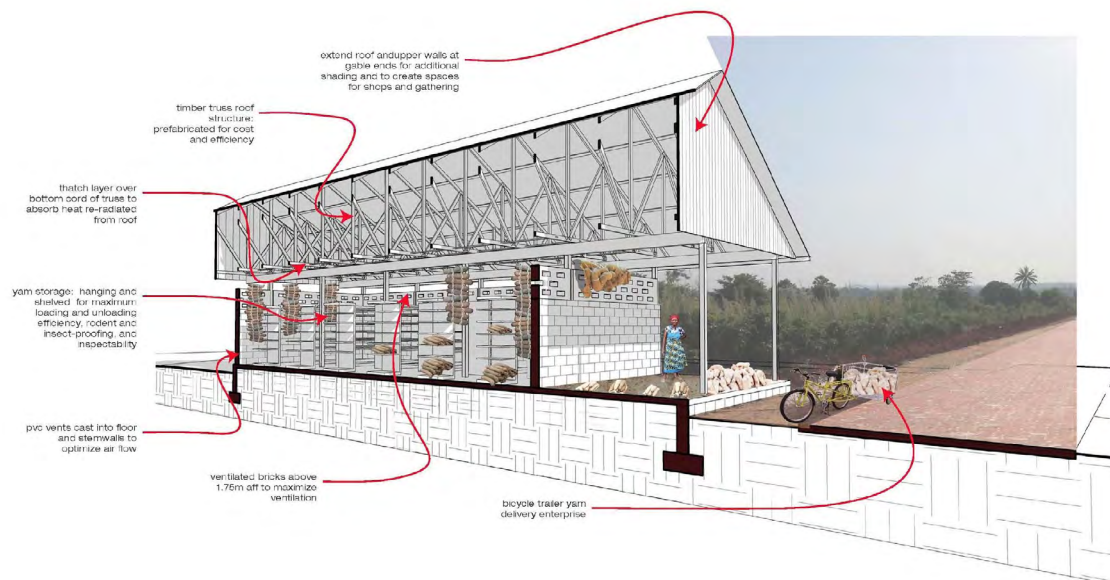 extend roof andupper walls at
gable ends for additional
shading and to create spaces
for shops and gathering
timber truss roof
structure:
prefabricated for cost
and efficiency
thatch layer over
bottom cord of truss to
absorb heat re-radiated
from roof
yam storage: hanging and
shelved for maximum
loading and unloading
efficiency, rodent and
insect-proofing, and
inspectability
pvc vents cast into floor
and stemwalls to
optimize air flow
ventilated bricks above
1.75m aff to maximize
ventilation
bicycle trailer yam
delivery enterprise